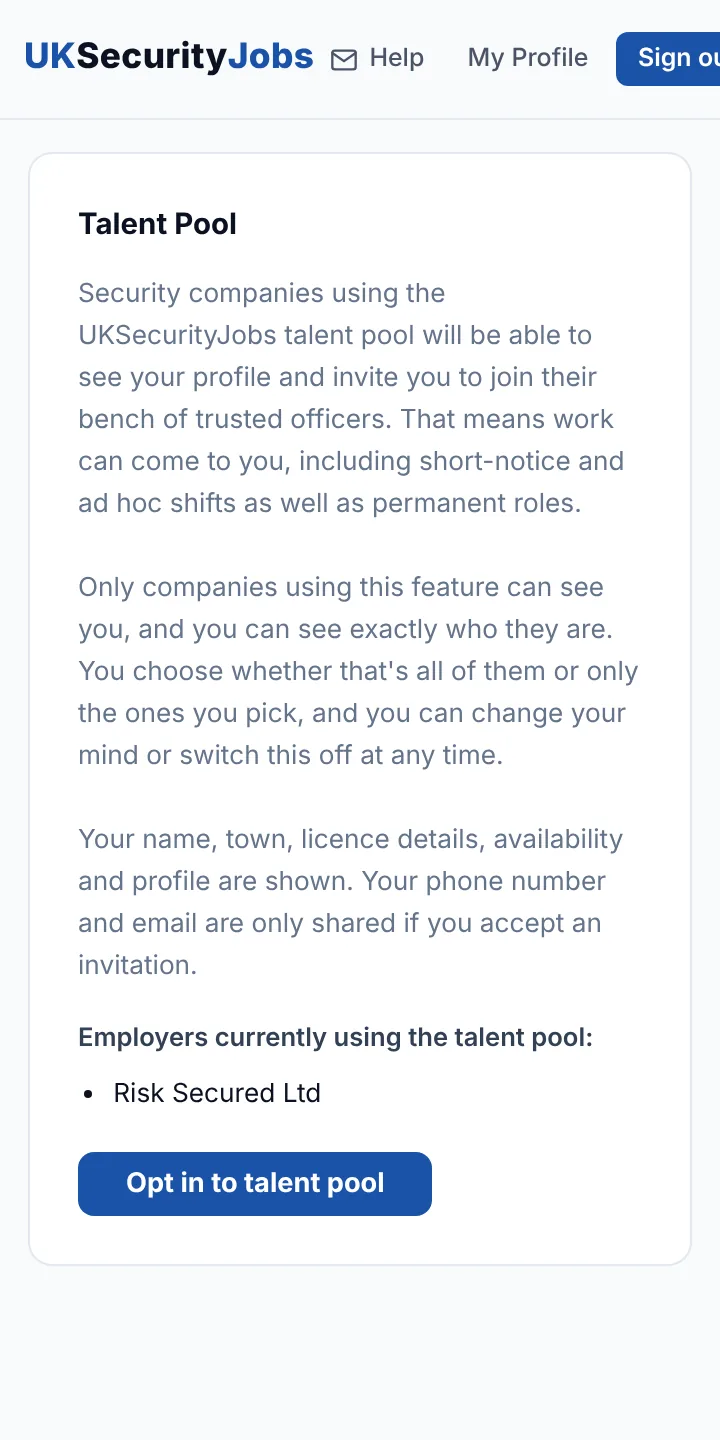 UKSecurityJobs Help My Profile Sign ou
Talent Pool
Security companies using the
UKSecurityJobs talent pool will be able to
see your profile and invite you to join their
bench of trusted officers. That means work
can come to you, including short-notice and
ad hoc shifts as well as permanent roles.
Only companies using this feature can see
you, and you can see exactly who they are.
You choose whether that's all of them or only
the ones you pick, and you can change your
mind or switch this off at any time.
Your name, town, licence details, availability
and profile are shown. Your phone number
and email are only shared if you accept an
invitation.
Employers currently using the talent pool:
• Risk Secured Ltd
Opt in to talent pool